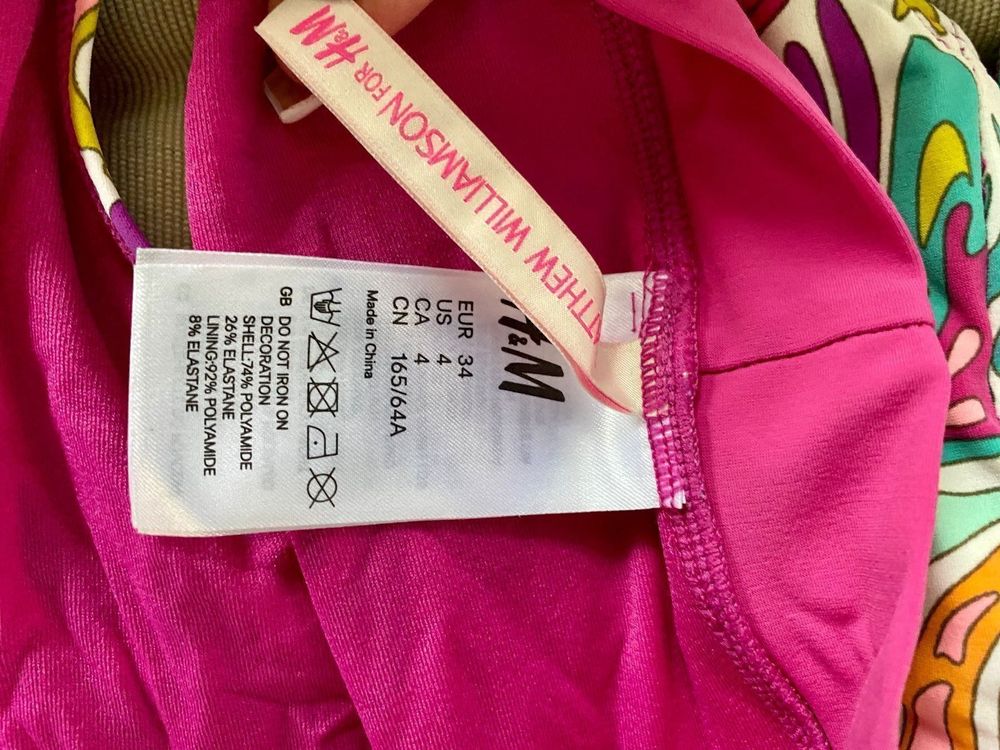 MATTHEW WILLIAMSON FOR H&M
H&M
EUR 34
US 4
CA 4
CN 165/64A
Made in China
GB DO NOT IRON ON
DECORATION
SHELL:74% POLYAMIDE
26% ELASTANE
LINING:92% POLYAMIDE
8% ELASTANE